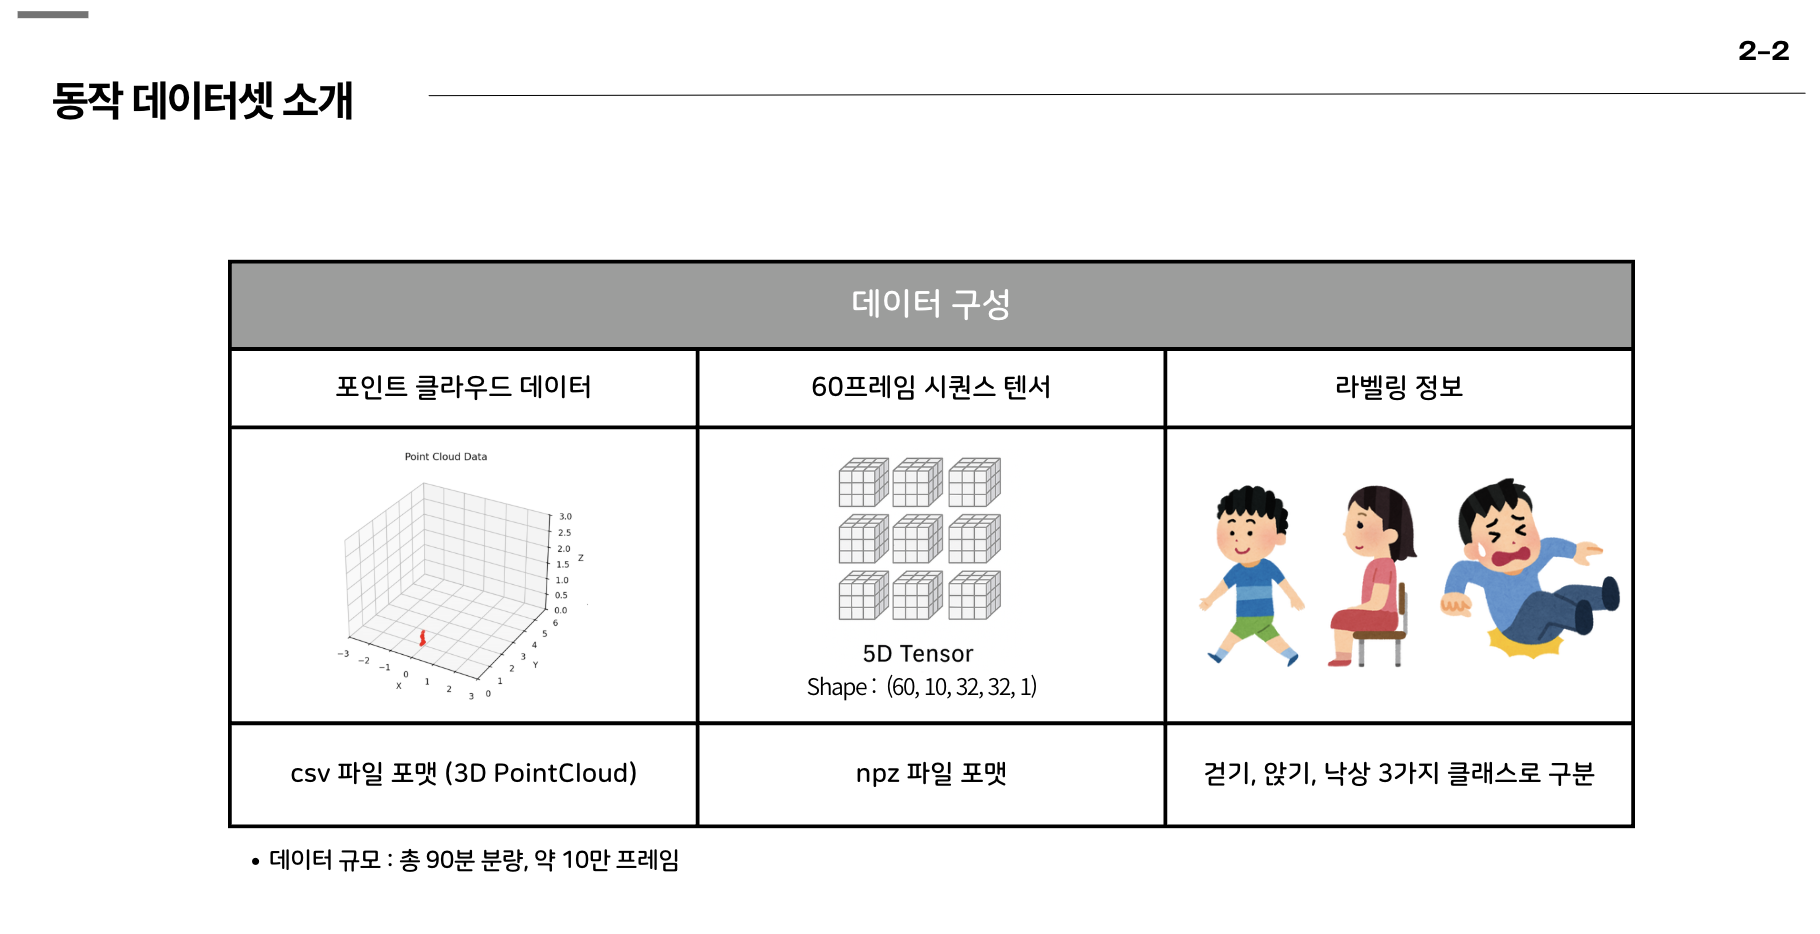 2-2
동작 데이터셋 소개
데이터 구성
포인트 클라우드 데이터
60프레임 시퀀스 텐서
라벨링 정보
Point Cloud Data
3.0
2.5
2.0
1.5
1.0
0.5
0.0
Z
6
5
4
3
2
1
0
Y
−3
−2
−1
0
1
2
3
X
5D Tensor
Shape : (60, 10, 32, 32, 1)
csv 파일 포맷 (3D PointCloud)
npz 파일 포맷
걷기, 앉기, 낙상 3가지 클래스로 구분
• 데이터 규모 : 총 90분 분량, 약 10만 프레임